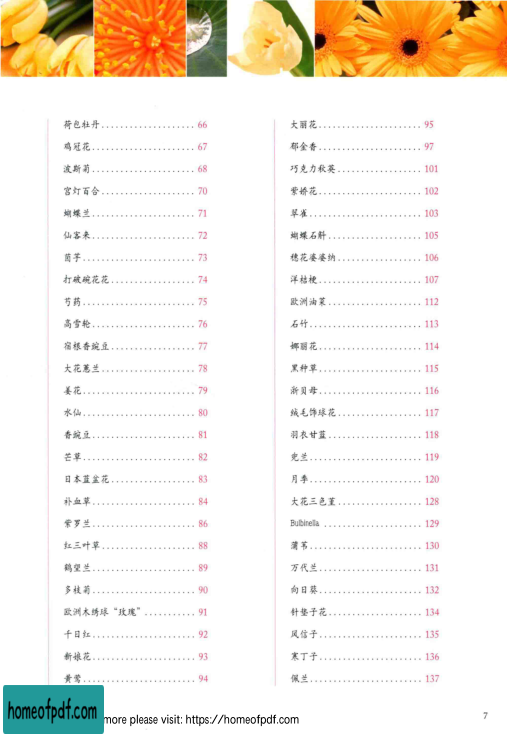 荷包牡丹.................... 66
鸡冠花...................... 67
波斯菊...................... 68
宫灯百合.................... 70
蝴蝶兰...................... 71
仙客来...................... 72
茵芋........................ 73
打破碗花花.................. 74
芍药........................ 75
高雪轮...................... 76
宿根香豌豆.................. 77
大花蕙兰.................... 78
姜花........................ 79
水仙........................ 80
香豌豆...................... 81
芒草........................ 82
日本蓝盆花.................. 83
补血草...................... 84
紫罗兰...................... 86
红三叶草.................... 88
鹤望兰...................... 89
多枝菊...................... 90
欧洲木绣球“玫瑰”........... 91
千日红...................... 92
新娘花...................... 93
黄莺........................ 94
大丽花...................... 95
郁金香...................... 97
巧克力秋英.................. 101
紫娇花...................... 102
翠雀........................ 103
蝴蝶石斛.................... 105
穗花婆婆纳.................. 106
洋桔梗...................... 107
欧洲油菜.................... 112
石竹........................ 113
娜丽花...................... 114
黑种草...................... 115
浙贝母...................... 116
绒毛饰球花.................. 117
羽衣甘蓝.................... 118
兜兰........................ 119
月季........................ 120
大花三色堇.................. 128
Bulbinella ..................... 129
蒲苇........................ 130
万代兰...................... 131
向日葵...................... 132
针垫子花.................... 134
风信子...................... 135
寒丁子...................... 136
佩兰........................ 137
homeofpdf.com more please visit: https://homeofpdf.com
7